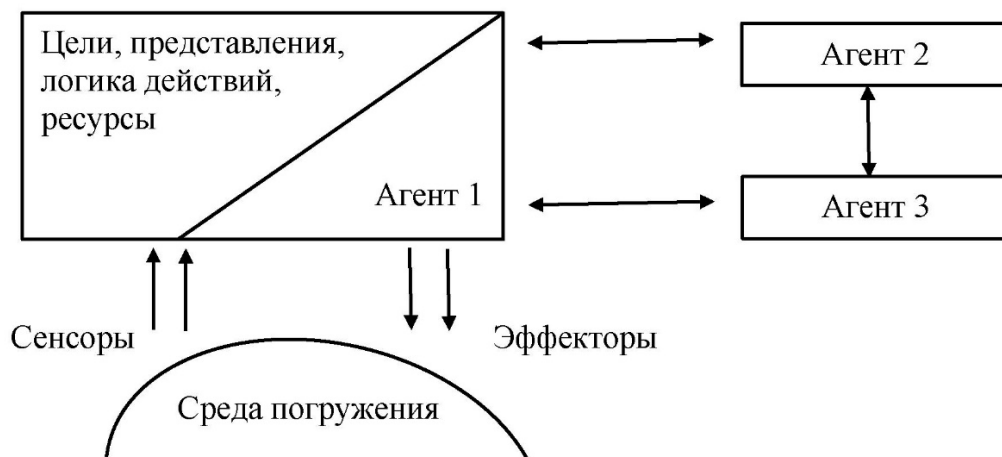 Цели, представления,
логика действий,
ресурсы
Агент 1
Агент 2
Агент 3
Сенсоры
Эффекторы
Среда погружения